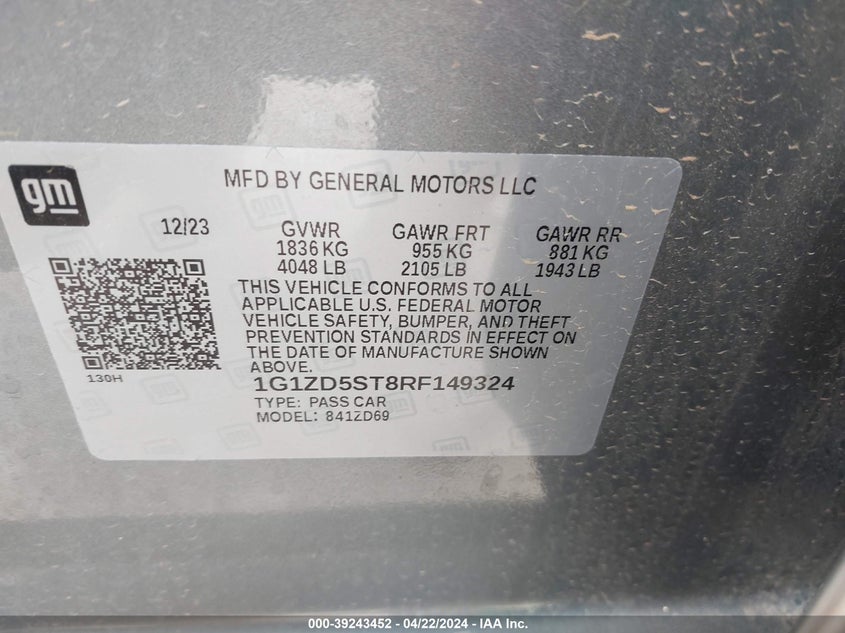 gm
MFD BY GENERAL MOTORS LLC
12/23 GVWR GAWR FRT GAWR RR
1836 KG 955 KG 881 KG
4048 LB 2105 LB 1943 LB
THIS VEHICLE CONFORMS TO ALL
APPLICABLE U.S. FEDERAL MOTOR
VEHICLE SAFETY, BUMPER, AND THEFT
PREVENTION STANDARDS IN EFFECT ON
THE DATE OF MANUFACTURE SHOWN
ABOVE.
130H
1G1ZD5ST8RF149324
TYPE: PASS CAR
MODEL: 841ZD69
000-39243452 - 04/22/2024 - IAA Inc.